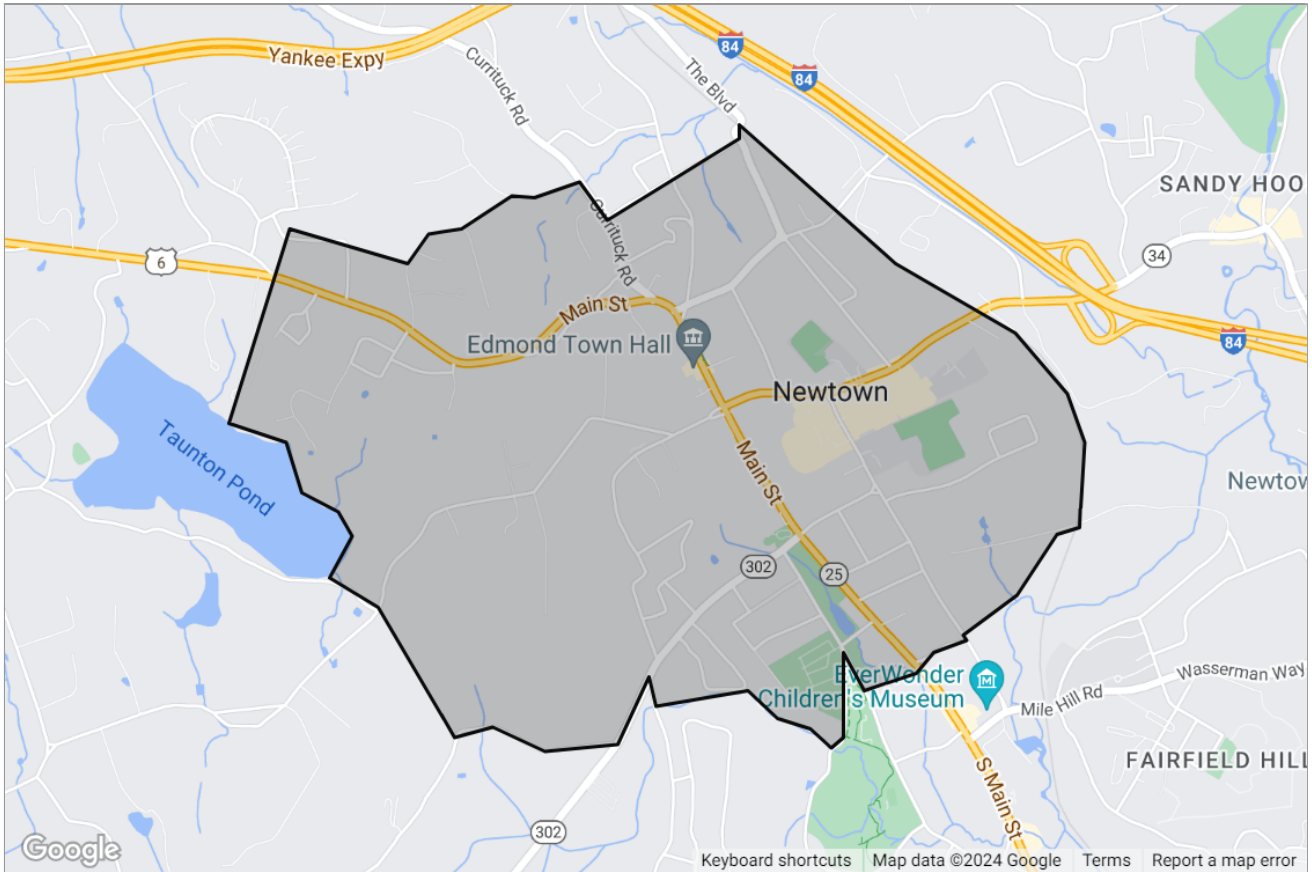 84
Yankee Expy
Currituck Rd
The Blvd
84
SANDY HOO
Currituck Rd
34
6
Main St
Edmond Town Hall
84
Newtown
Taunton Pond
Main St
Newtow
302
25
EverWonder
Children's Museum
Wasserman Way
Mile Hill Rd
FAIRFIELD HILL
S Main St
302
Google
Keyboard shortcuts
Map data ©2024 Google
Terms
Report a map error